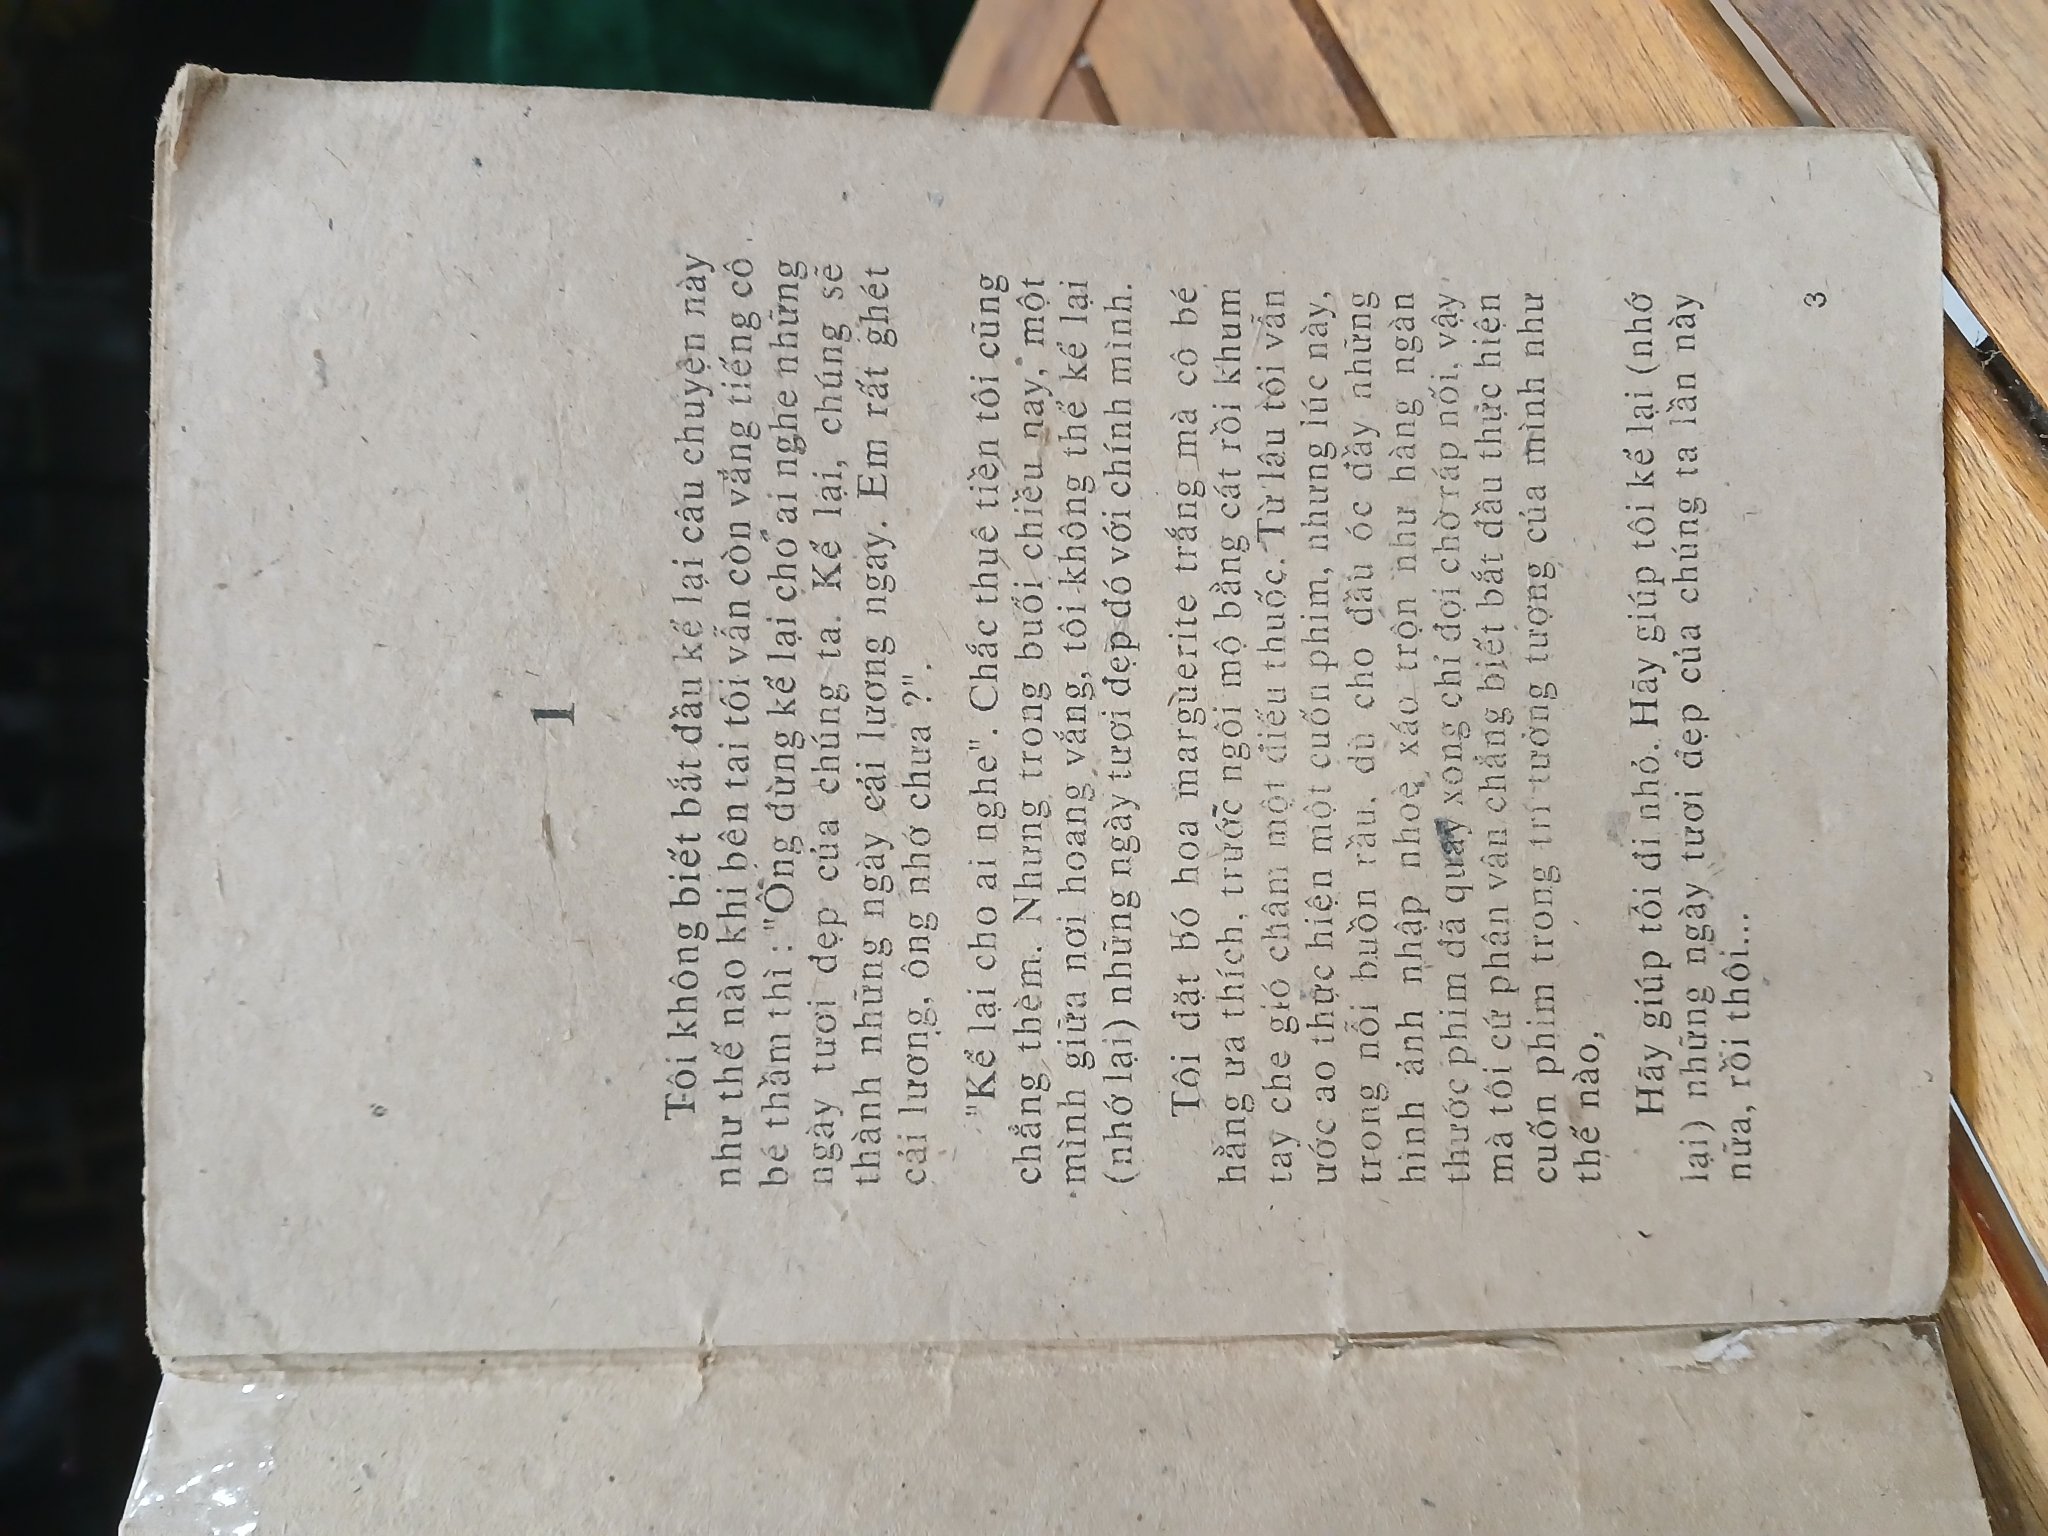 1
Tôi không biết bắt đầu kể lại câu chuyện này
như thế nào khi bên tai tôi vẫn còn vẳng tiếng cô
bé thầm thì : "Ông đừng kể lại cho ai nghe những
ngày tươi đẹp của chúng ta. Kể lại, chúng sẽ
thành những ngày cải lương ngay. Em rất ghét
cải lương, ông nhớ chưa ?".
"Kể lại cho ai nghe". Chắc thuê tiền tôi cũng
chẳng thèm. Nhưng trong buổi chiều nay, một
mình giữa nơi hoang vắng, tôi không thể kể lại
(nhớ lại) những ngày tươi đẹp đó với chính mình.
Tôi đặt bó hoa marguerite trắng mà cô bé
hằng ưa thích, trước ngôi mộ bằng cát rồi khum
tay che gió châm một điếu thuốc. Từ lâu tôi vẫn
ước ao thực hiện một cuốn phim, nhưng lúc này,
trong nỗi buồn rầu, dù cho đầu óc đầy những
hình ảnh nhập nhoè, xáo trộn như hàng ngàn
thước phim đã quay xong chỉ đợi chờ ráp nối, vậy
mà tôi cứ phân vân chẳng biết bắt đầu thực hiện
cuốn phim trong trí tưởng tượng của mình như
thế nào,
Hãy giúp tôi đi nhỏ. Hãy giúp tôi kể lại (nhớ
lại) những ngày tươi đẹp của chúng ta lần này
nữa, rồi thôi...
3